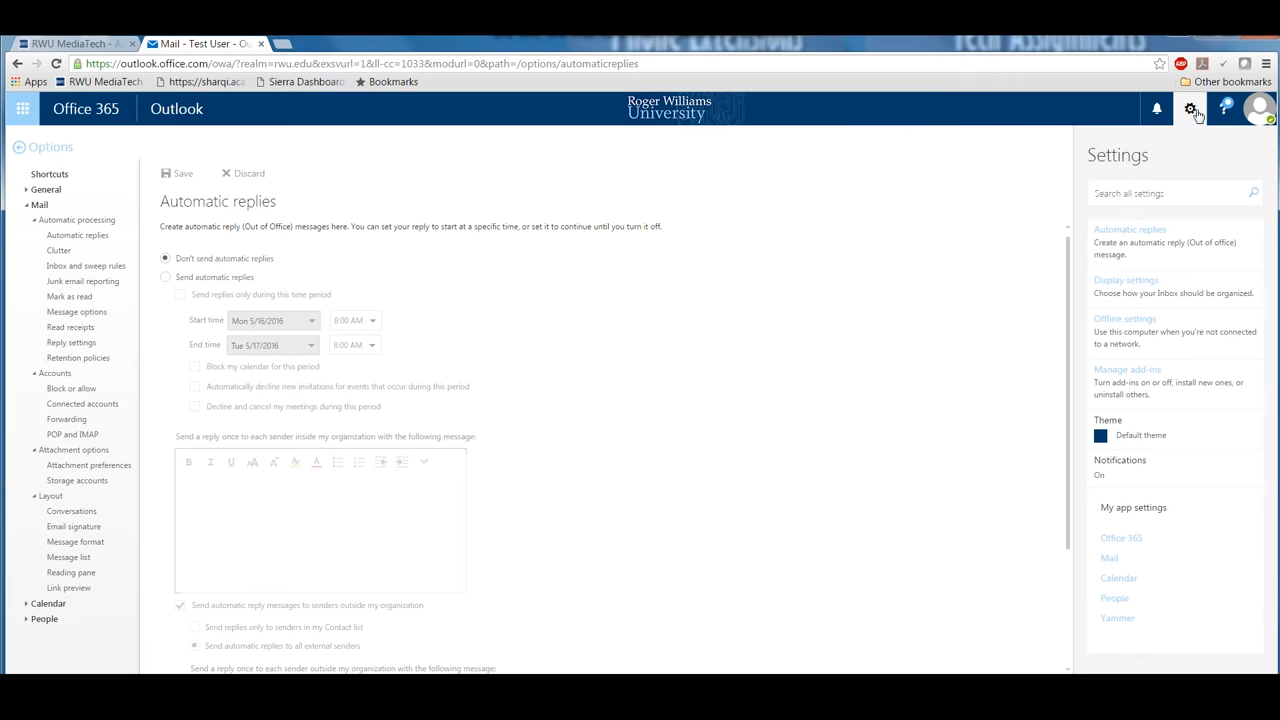 RWU MediaTech - A
Mail - Test User - Ou
https://outlook.office.com/owa/?realm=rwu.edu&exsvurl=1&ll-cc=1033&modurl=0&path=/options/automaticreplies
Apps
RWU MediaTech
https://sharqi.ac
Sierra Dashboard
Bookmarks
Other bookmarks
Tech Assignments
Office 365
Outlook
Roger Williams
University
Options
Shortcuts
General
Mail
Automatic processing
Automatic replies
Clutter
Inbox and sweep rules
Junk email reporting
Mark as read
Message options
Read receipts
Reply settings
Retention policies
Accounts
Block or allow
Connected accounts
Forwarding
POP and IMAP
Attachment options
Attachment preferences
Storage accounts
Layout
Conversations
Email signature
Message format
Message list
Reading pane
Link preview
Calendar
People
Save
Discard
Automatic replies
Create automatic reply (Out of Office) messages here. You can set your reply to start at a specific time, or set it to continue until you turn it off.
Don't send automatic replies
Send automatic replies
Send replies only during this time period
Start time Mon 5/16/2016 8:00 AM
End time Tue 5/17/2016 8:00 AM
Block my calendar for this period
Automatically decline new invitations for events that occur during this period
Decline and cancel my meetings during this period
Send a reply once to each sender inside my organization with the following message:
B I U AA A A
Send automatic reply messages to senders outside my organization
Send replies only to senders in my Contact list
Send automatic replies to all external senders
Send a reply once to each sender outside my organization with the following message:
Settings
Search all settings
Automatic replies
Create an automatic reply (Out of office)
message.
Display settings
Choose how your Inbox should be organized.
Offline settings
Use this computer when you're not connected
to a network.
Manage add-ins
Turn add-ins on or off, install new ones, or
uninstall others.
Theme
Default theme
Notifications
On
My app settings
Office 365
Mail
Calendar
People
Yammer